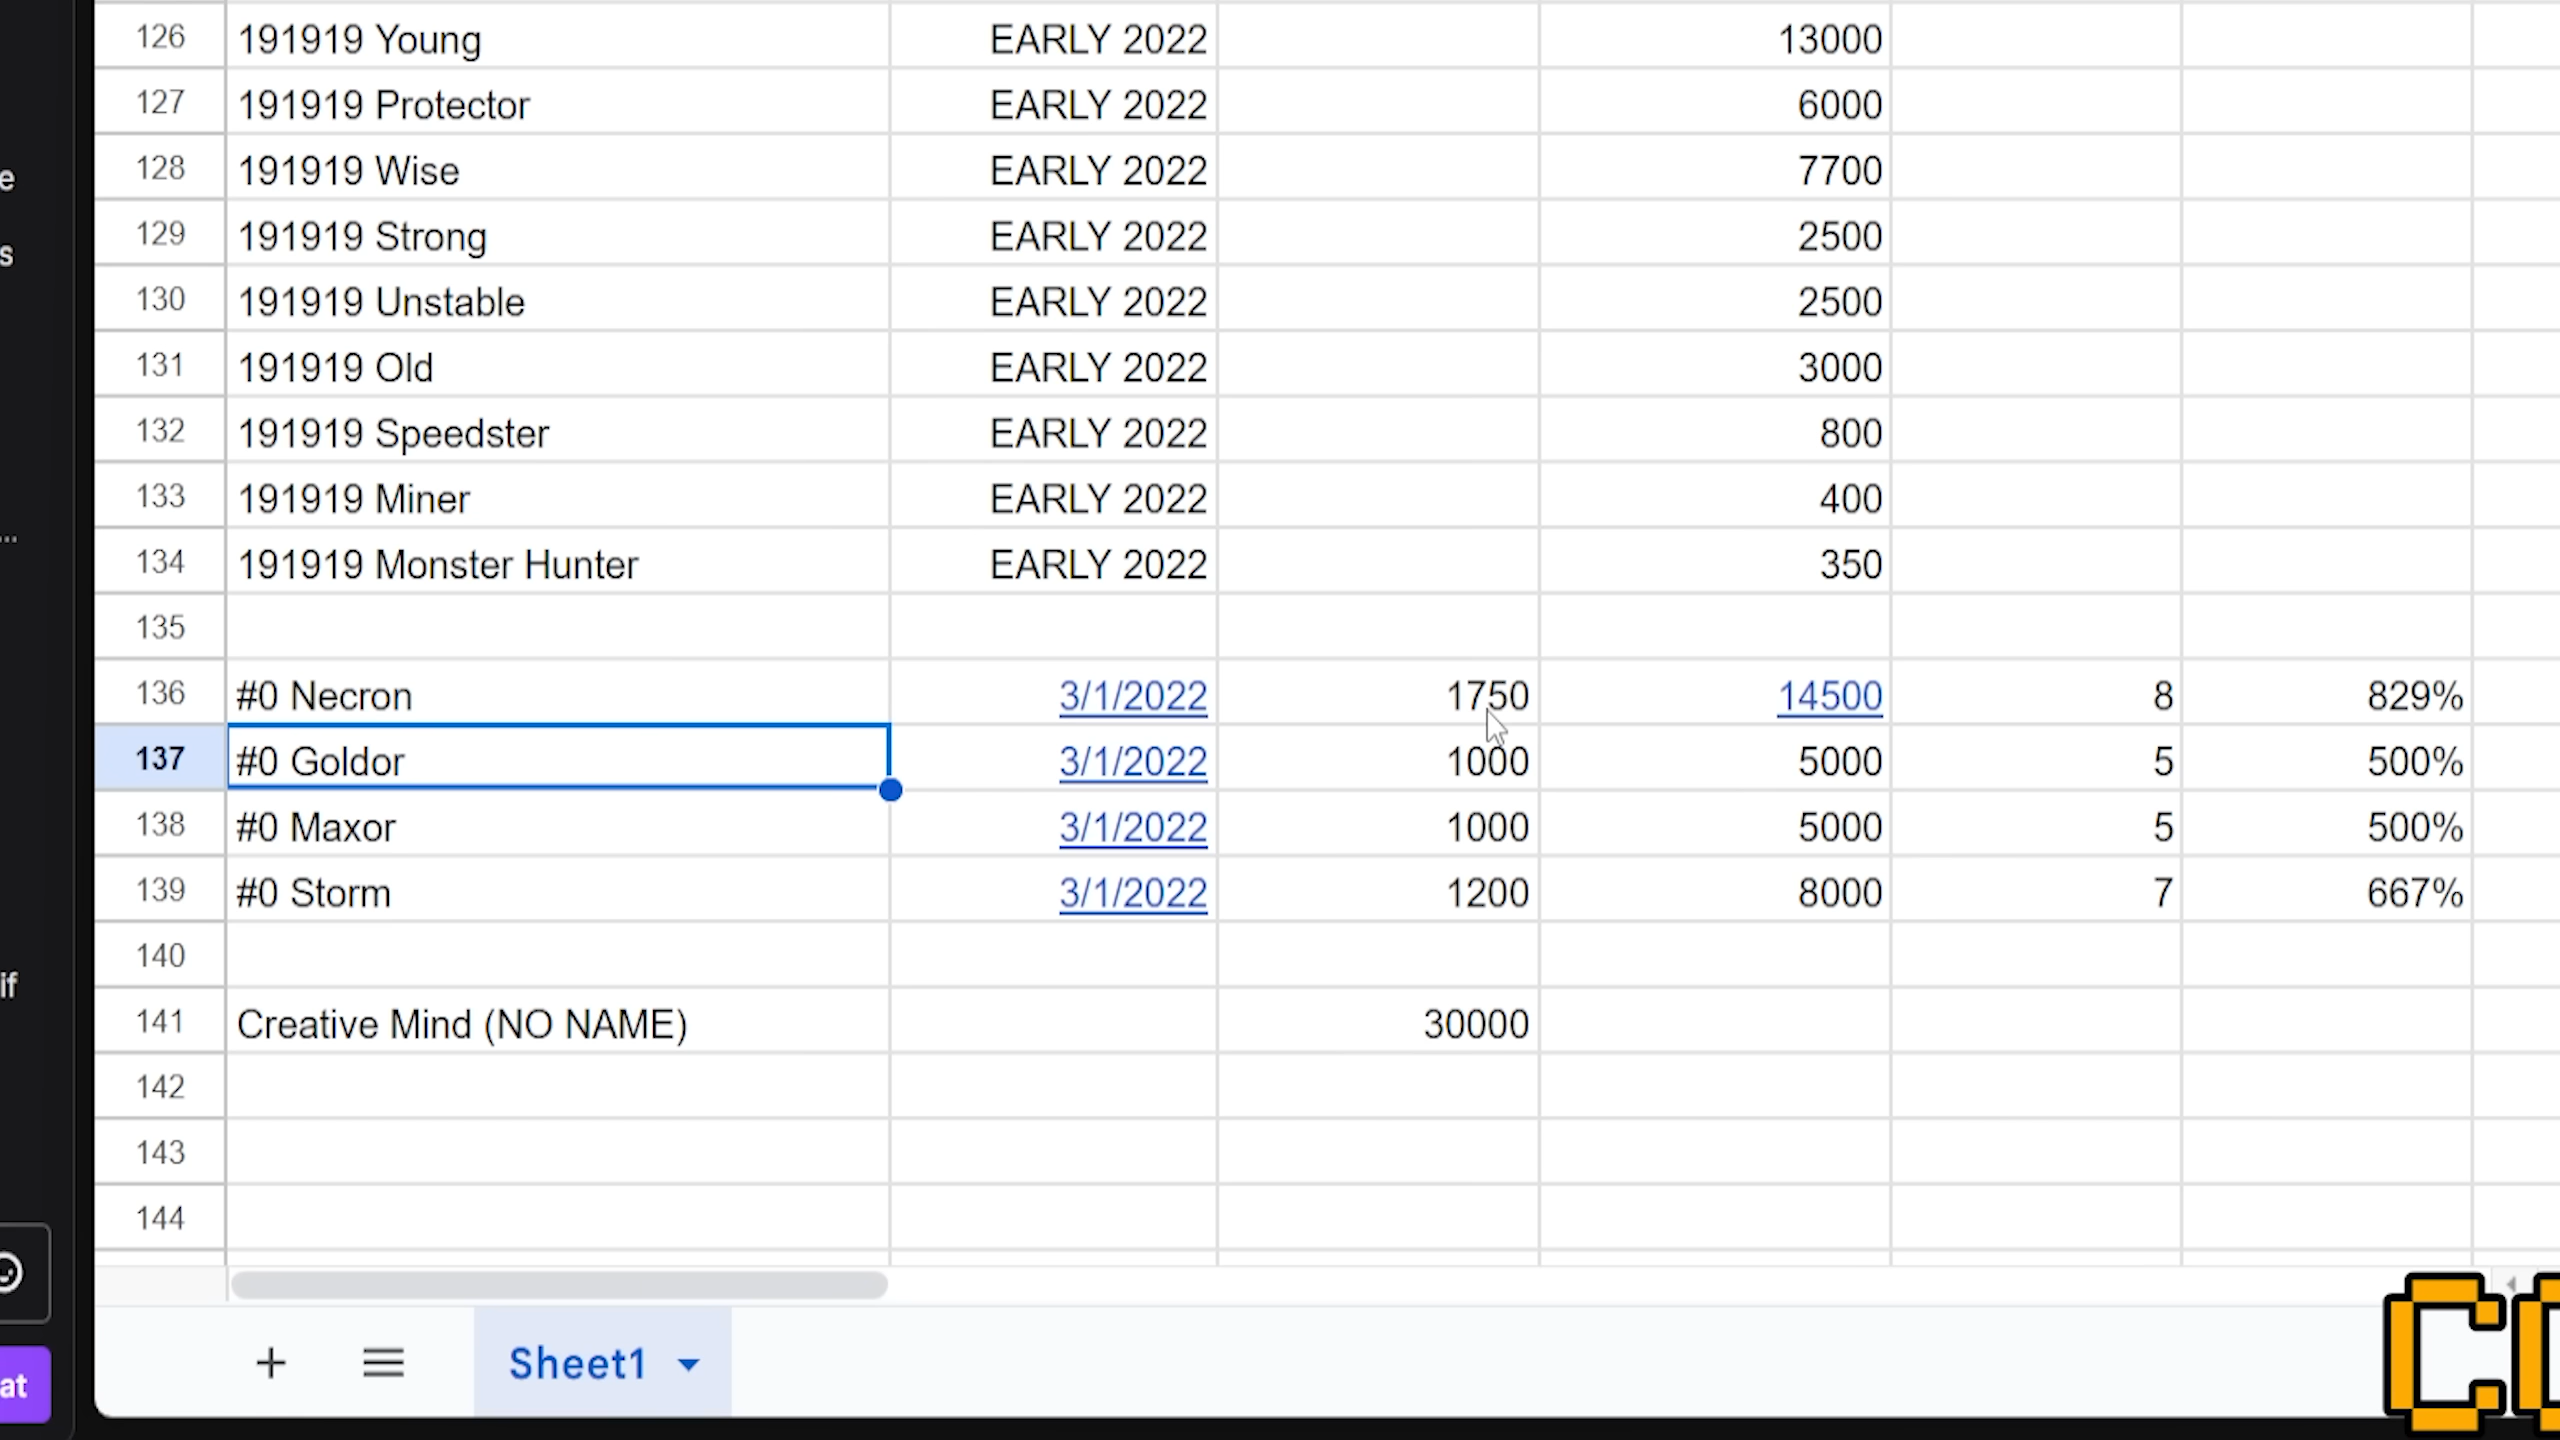 126 191919 Young EARLY 2022 13000
127 191919 Protector EARLY 2022 6000
128 191919 Wise EARLY 2022 7700
129 191919 Strong EARLY 2022 2500
130 191919 Unstable EARLY 2022 2500
131 191919 Old EARLY 2022 3000
132 191919 Speedster EARLY 2022 800
133 191919 Miner EARLY 2022 400
134 191919 Monster Hunter EARLY 2022 350
135
136 #0 Necron 3/1/2022 1750 14500 8 829%
137 #0 Goldor 3/1/2022 1000 5000 5 500%
138 #0 Maxor 3/1/2022 1000 5000 5 500%
139 #0 Storm 3/1/2022 1200 8000 7 667%
140
141 Creative Mind (NO NAME) 30000
142
143
144
Sheet1
e
s
...
if
at